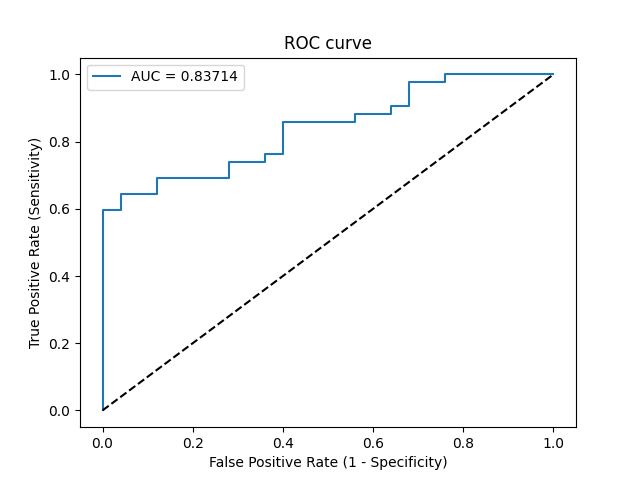 ROC curve
AUC = 0.83714
1.0
0.8
0.6
0.4
0.2
0.0
True Positive Rate (Sensitivity)
0.0 0.2 0.4 0.6 0.8 1.0
False Positive Rate (1 - Specificity)